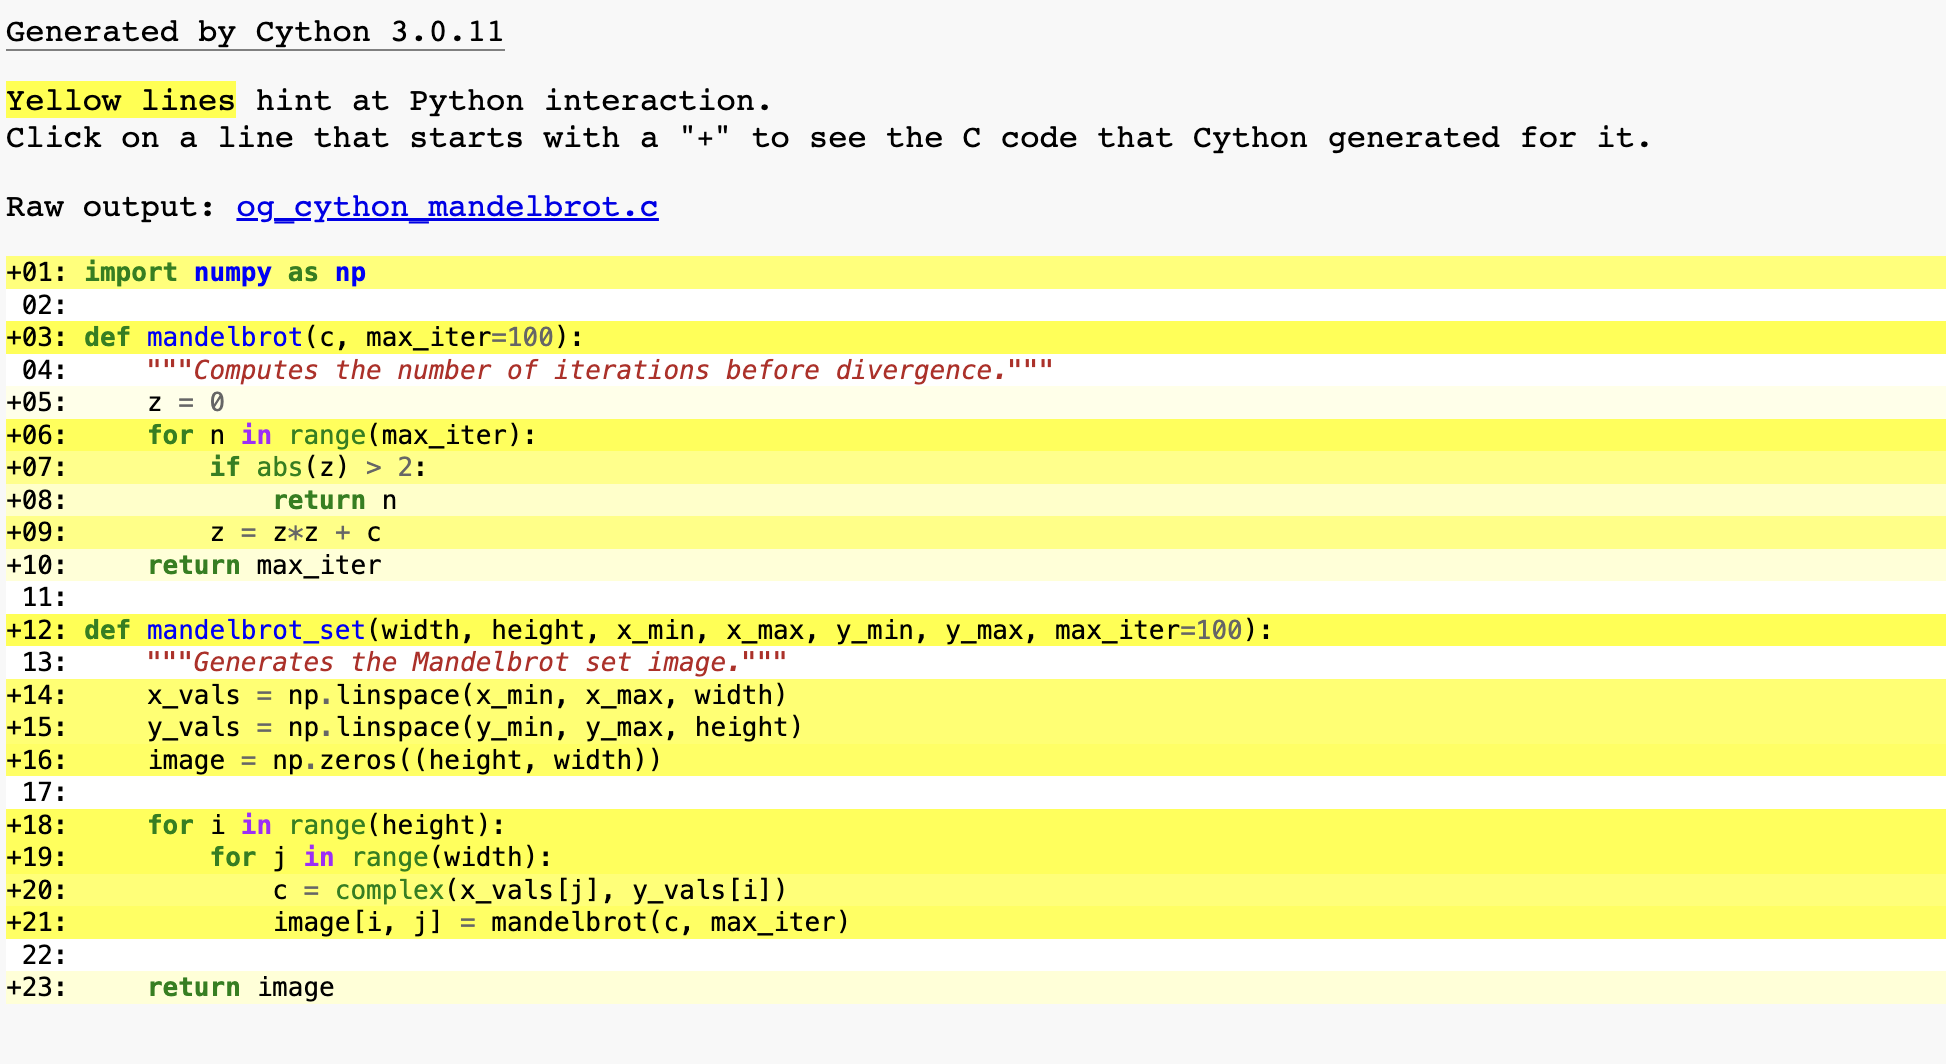 Generated by Cython 3.0.11
Yellow lines hint at Python interaction.
Click on a line that starts with a "+" to see the C code that Cython generated for it.
Raw output: og_cython_mandelbrot.c
+01: import numpy as np
 02:
+03: def mandelbrot(c, max_iter=100):
 04:     """Computes the number of iterations before divergence."""
+05:     z = 0
+06:     for n in range(max_iter):
+07:         if abs(z) > 2:
+08:             return n
+09:         z = z*z + c
+10:     return max_iter
 11:
+12: def mandelbrot_set(width, height, x_min, x_max, y_min, y_max, max_iter=100):
 13:     """Generates the Mandelbrot set image."""
+14:     x_vals = np.linspace(x_min, x_max, width)
+15:     y_vals = np.linspace(y_min, y_max, height)
+16:     image = np.zeros((height, width))
 17:
+18:     for i in range(height):
+19:         for j in range(width):
+20:             c = complex(x_vals[j], y_vals[i])
+21:             image[i, j] = mandelbrot(c, max_iter)
 22:
+23:     return image